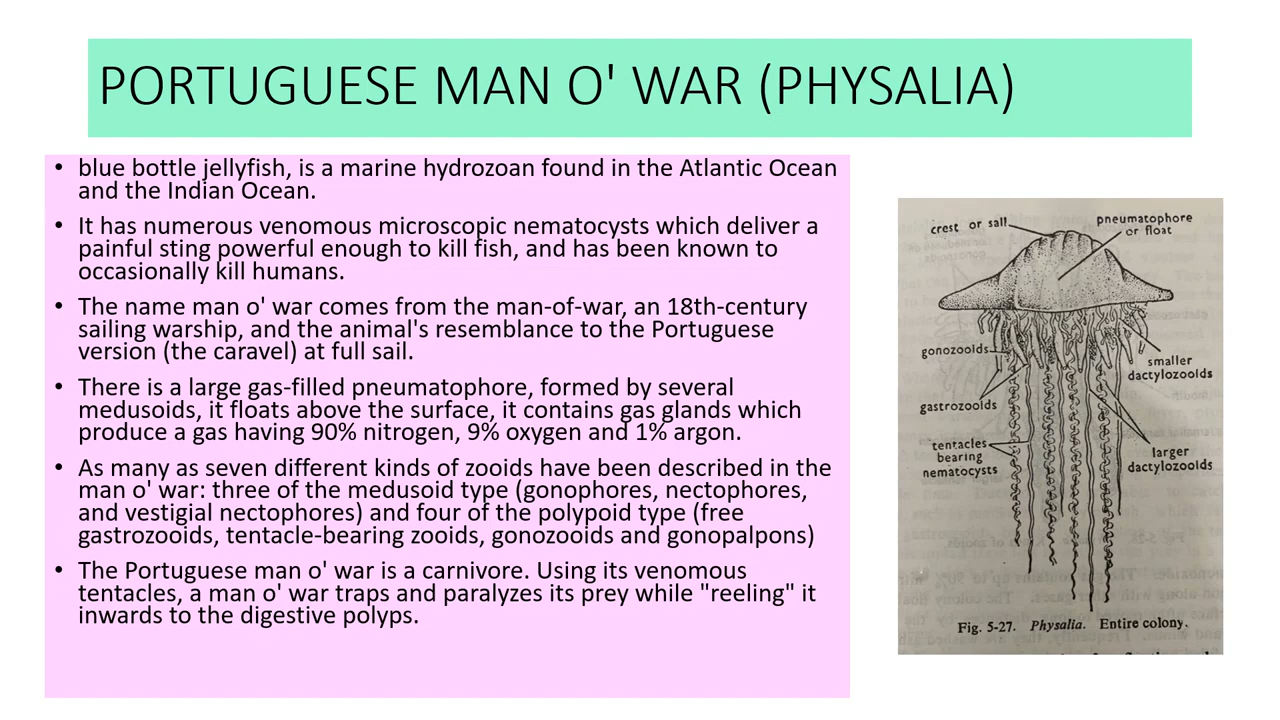 PORTUGUESE MAN O' WAR (PHYSALIA)
• blue bottle jellyfish, is a marine hydrozoan found in the Atlantic Ocean
and the Indian Ocean.
• It has numerous venomous microscopic nematocysts which deliver a
painful sting powerful enough to kill fish, and has been known to
occasionally kill humans.
• The name man o' war comes from the man-of-war, an 18th-century
sailing warship, and the animal's resemblance to the Portuguese
version (the caravel) at full sail.
• There is a large gas-filled pneumatophore, formed by several
medusoids, it floats above the surface, it contains gas glands which
produce a gas having 90% nitrogen, 9% oxygen and 1% argon.
• As many as seven different kinds of zooids have been described in the
man o' war: three of the medusoid type (gonophores, nectophores,
and vestigial nectophores) and four of the polypoid type (free
gastrozooids, tentacle-bearing zooids, gonozooids and gonopalpons)
• The Portuguese man o' war is a carnivore. Using its venomous
tentacles, a man o' war traps and paralyzes its prey while "reeling" it
inwards to the digestive polyps.
crest or sail
pneumatophore
or float
gonozooids
smaller
dactylozooids
gastrozooids
tentacles
bearing
nematocysts
larger
dactylozooids
Fig. 5-27. Physalia. Entire colony.